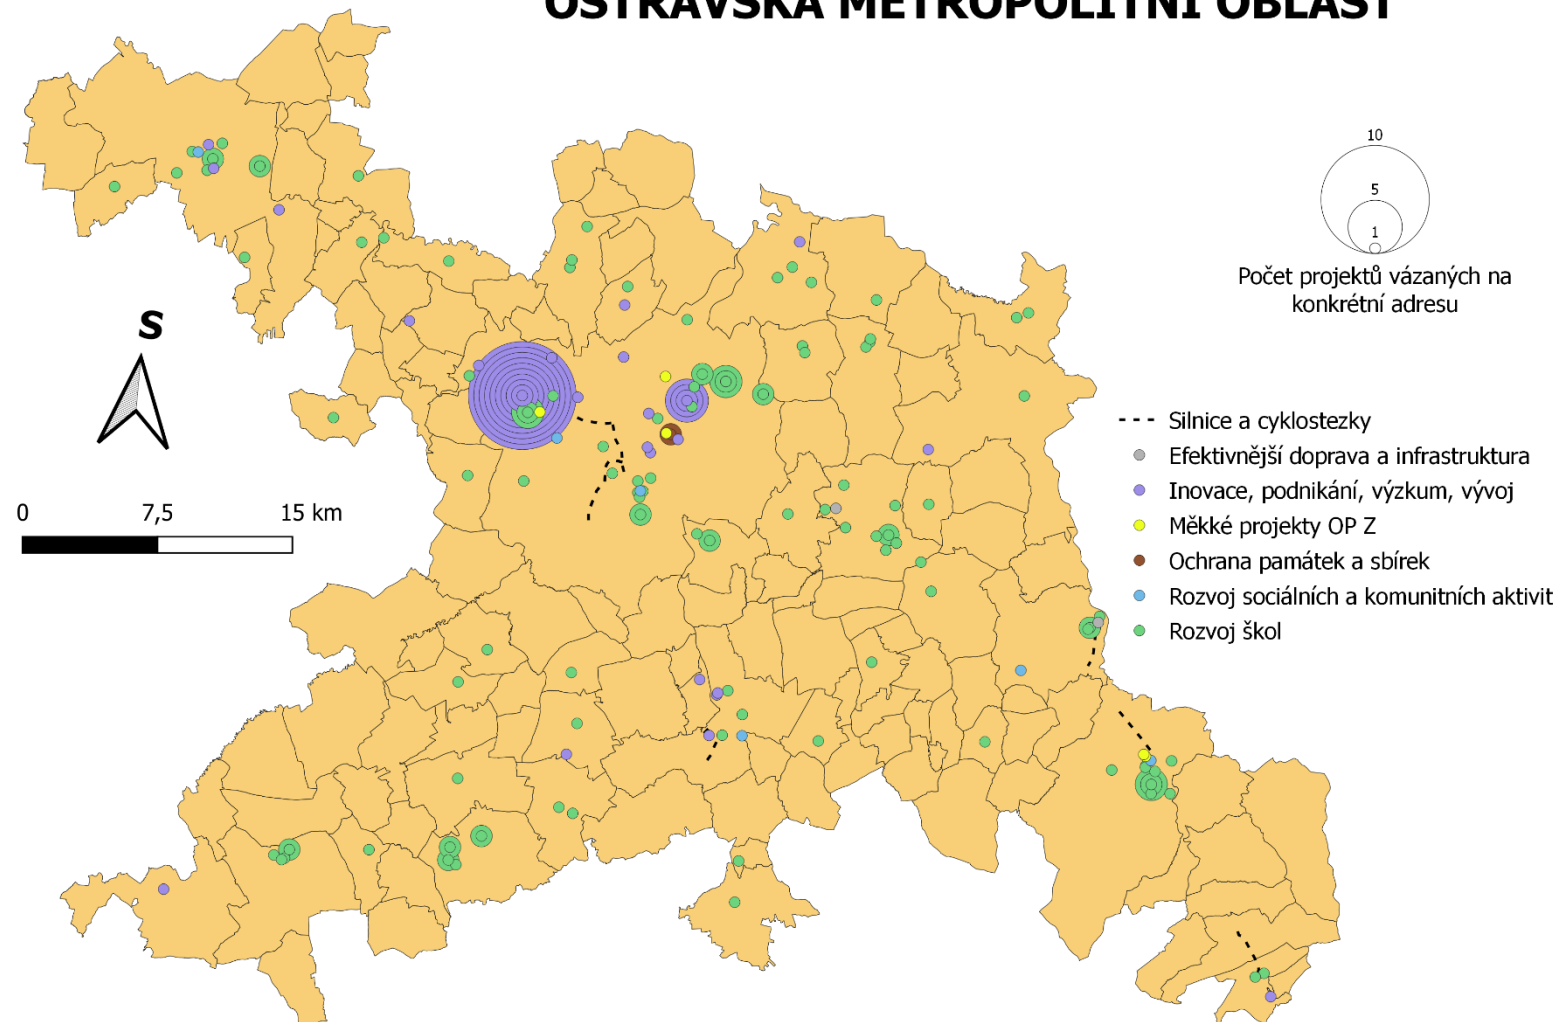 OSTRAVSKÁ METROPOLITNÍ OBLAST
10
5
1
Počet projektů vázaných na
konkrétní adresu
S
0 7,5 15 km
Silnice a cyklostezky
Efektivnější doprava a infrastruktura
Inovace, podnikání, výzkum, vývoj
Měkké projekty OP Z
Ochrana památek a sbírek
Rozvoj sociálních a komunitních aktivit
Rozvoj škol